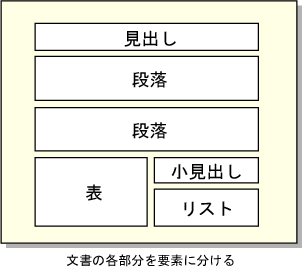 見出し
段落
段落
表
小見出し
リスト
文書の各部分を要素に分ける